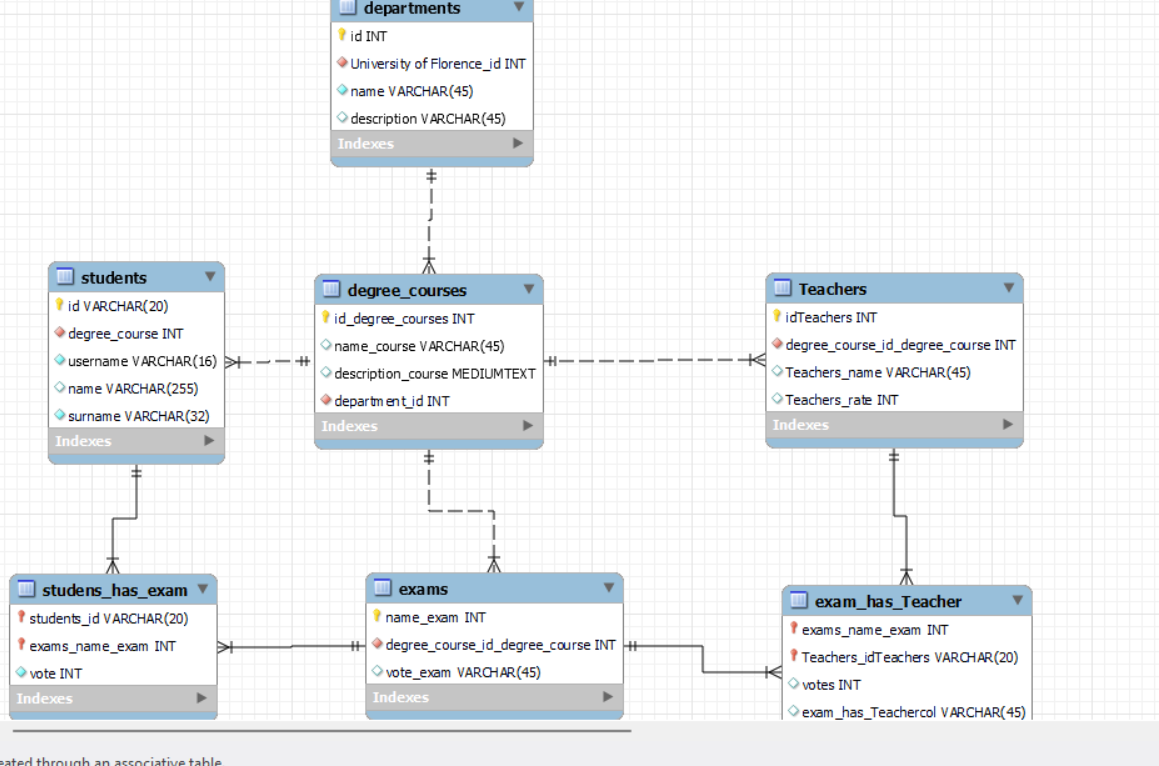 departments
id INT
University of Florence_id INT
name VARCHAR(45)
description VARCHAR(45)
Indexes
students
id VARCHAR(20)
degree_course INT
username VARCHAR(16)
name VARCHAR(255)
surname VARCHAR(32)
Indexes
degree_courses
id_degree_courses INT
name_course VARCHAR(45)
description_course MEDIUMTEXT
department_id INT
Indexes
Teachers
idTeachers INT
degree_course_id_degree_course INT
Teachers_name VARCHAR(45)
Teachers_rate INT
Indexes
studens_has_exam
students_id VARCHAR(20)
exams_name_exam INT
vote INT
Indexes
exams
name_exam INT
degree_course_id_degree_course INT
vote_exam VARCHAR(45)
Indexes
exam_has_Teacher
exams_name_exam INT
Teachers_idTeachers VARCHAR(20)
votes INT
exam_has_Teachercol VARCHAR(45)
eated through an associative table